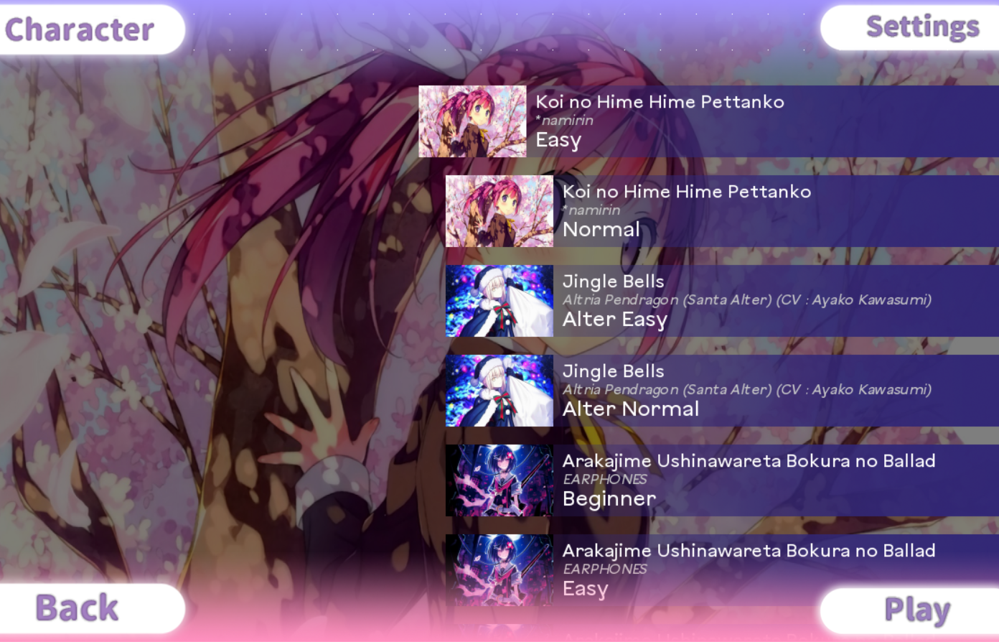 Character
Settings
Koi no Hime Hime Pettanko
*namirin
Easy
Koi no Hime Hime Pettanko
*namirin
Normal
Jingle Bells
Altria Pendragon (Santa Alter) (CV : Ayako Kawasumi)
Alter Easy
Jingle Bells
Altria Pendragon (Santa Alter) (CV : Ayako Kawasumi)
Alter Normal
Arakajime Ushinawareta Bokura no Ballad
EARPHONES
Beginner
Arakajime Ushinawareta Bokura no Ballad
EARPHONES
Easy
Back
Play